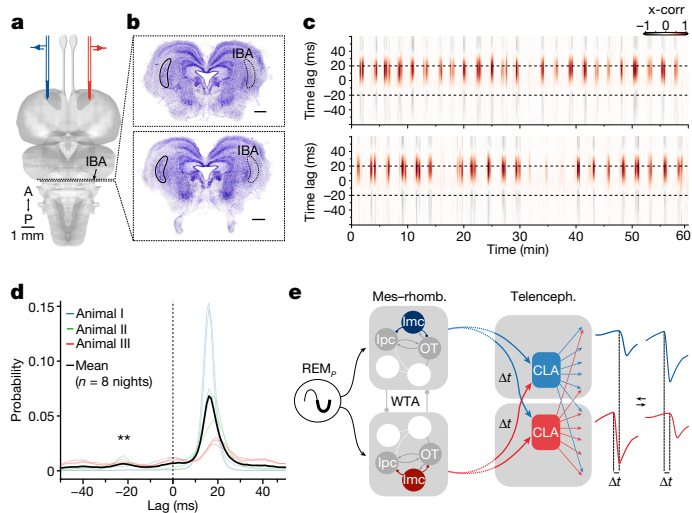 a
IBA
A
P
1 mm
b
IBA
IBA
c
x-corr
−1 0 1
Time lag (ms)
60
40
20
0
−20
−40
Time lag (ms)
60
40
20
0
−20
−40
0 10 20 30 40 50 60
Time (min)
d
Animal I
Animal II
Animal III
Mean
(n = 8 nights)
**
Probability
0.15
0.10
0.05
0
−40 −20 0 20 40
Lag (ms)
e
Mes–rhomb.
Telenceph.
REMP
Imc
Ipc
OT
WTA
Ipc
OT
Imc
Δt
Δt
CLA
CLA
Δt
Δt